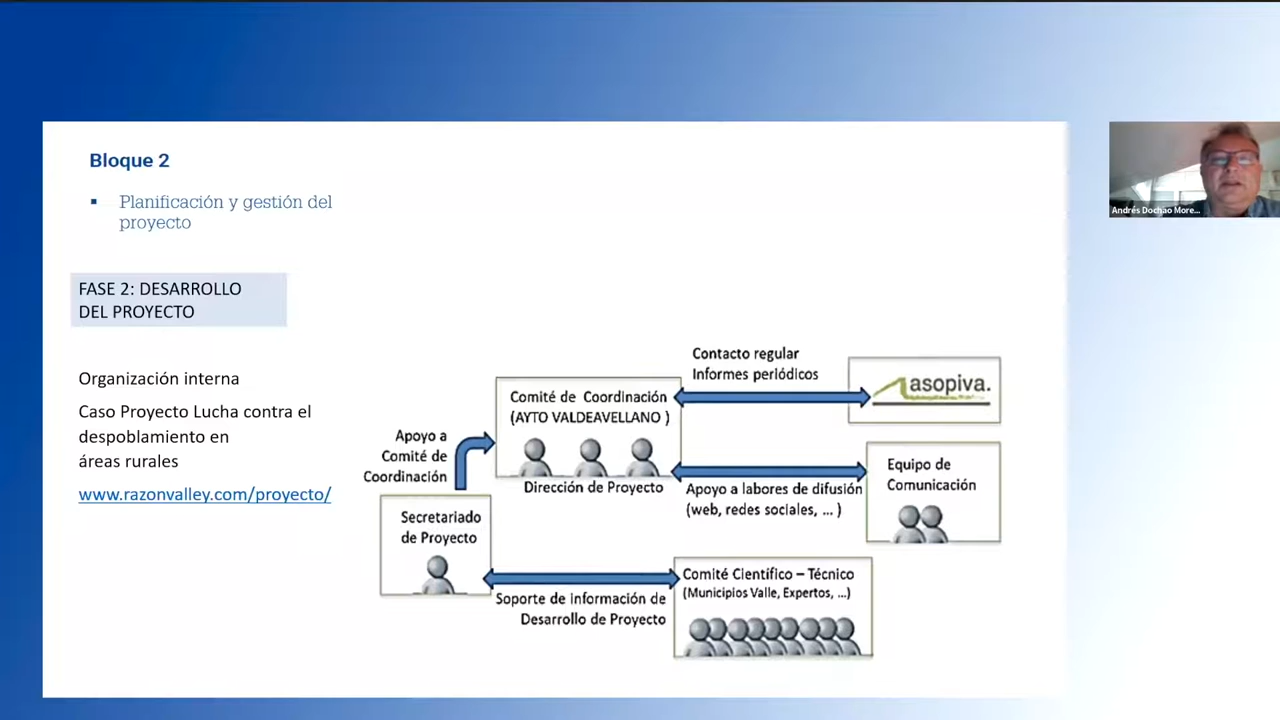 Bloque 2
▪ Planificación y gestión del
proyecto
FASE 2: DESARROLLO
DEL PROYECTO
Organización interna
Caso Proyecto Lucha contra el
despoblamiento en
áreas rurales
www.razonvalley.com/proyecto/
Contacto regular
Informes periódicos
asopiva.
Comité de Coordinación
(AYTO VALDEAVELLANO )
Dirección de Proyecto
Apoyo a
Comité de
Coordinación
Equipo de
Comunicación
Apoyo a labores de difusión
(web, redes sociales, ... )
Secretariado
de Proyecto
Soporte de información de
Desarrollo de Proyecto
Comité Científico – Técnico
(Municipios Valle, Expertos, ...)
Andrés Dochao More...